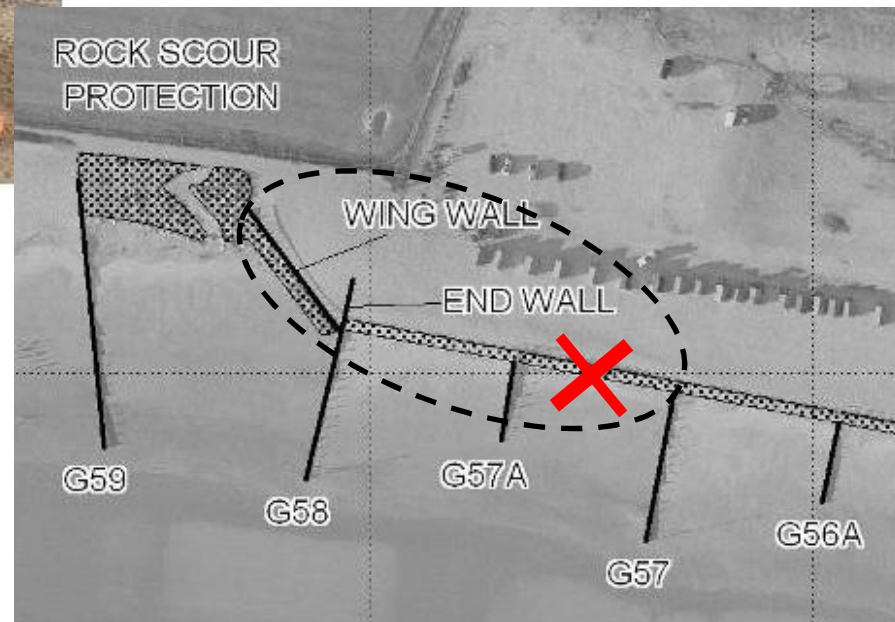 ROCK SCOUR
PROTECTION
WING WALL
END WALL
G59
G58
G57A
G57
G56A